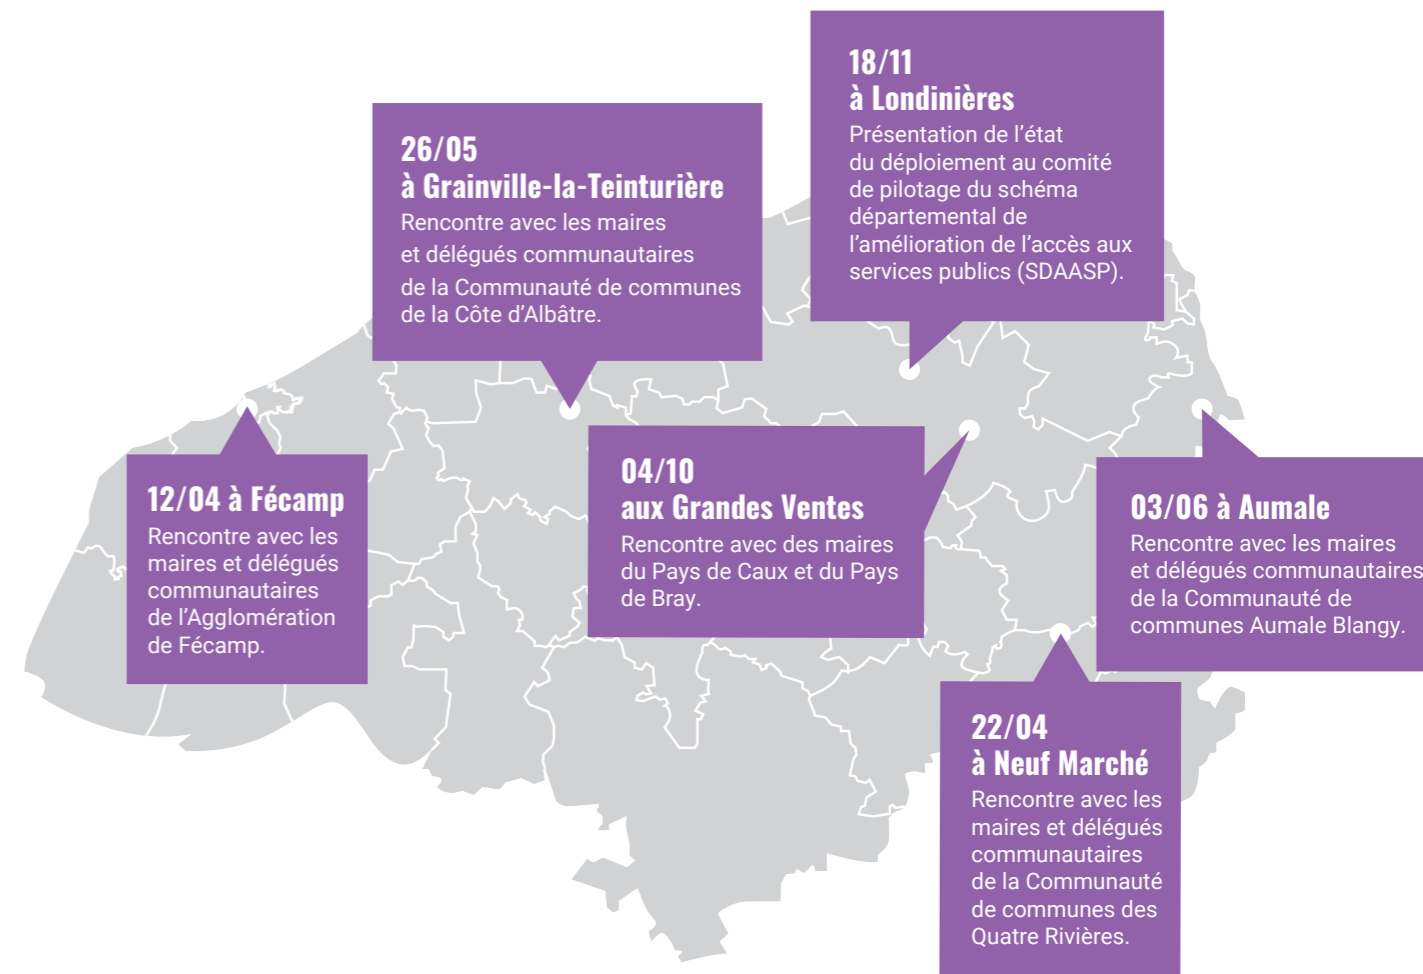 18/11
à Londinières
Présentation de l’état
du déploiement au comité
de pilotage du schéma
départemental de
l’amélioration de l’accès aux
services publics (SDAASP).
26/05
à Grainville-la-Teinturière
Rencontre avec les maires
et délégués communautaires
de la Communauté de communes
de la Côte d’Albâtre.
12/04 à Fécamp
Rencontre avec les
maires et délégués
communautaires
de l’Agglomération
de Fécamp.
04/10
aux Grandes Ventes
Rencontre avec des maires
du Pays de Caux et du Pays
de Bray.
03/06 à Aumale
Rencontre avec les maires
et délégués communautaires
de la Communauté de
communes Aumale Blangy.
22/04
à Neuf Marché
Rencontre avec les
maires et délégués
communautaires
de la Communauté
de communes des
Quatre Rivières.